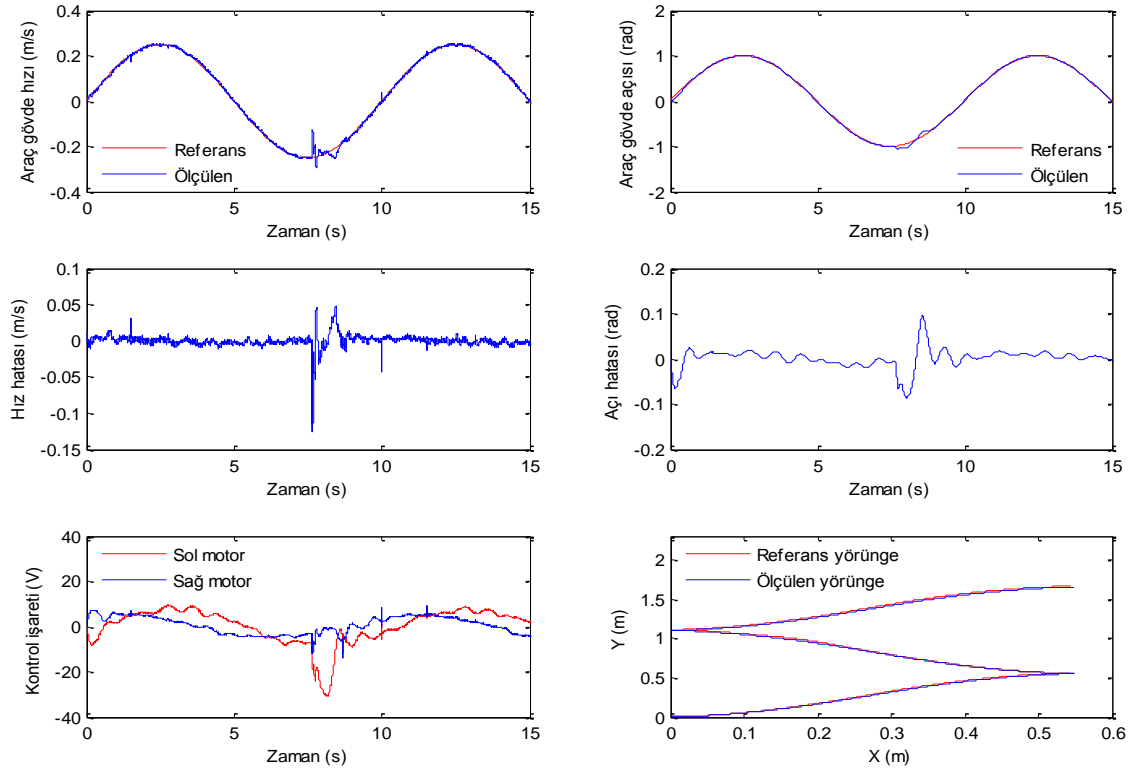 Araç gövde hızı (m/s)
0.4
0.2
0
-0.2
-0.4
Referans
Ölçülen
0
5
10
15
Zaman (s)
Araç gövde açısı (rad)
2
1
0
-1
-2
Referans
Ölçülen
0
5
10
15
Zaman (s)
Hız hatası (m/s)
0.1
0.05
0
-0.05
-0.1
-0.15
0
5
10
15
Zaman (s)
Açı hatası (rad)
0.2
0.1
0
-0.1
-0.2
0
5
10
15
Zaman (s)
Kontrol işareti (V)
40
20
0
-20
-40
Sol motor
Sağ motor
0
5
10
15
Zaman (s)
Y (m)
2
1.5
1
0.5
0
Referans yörünge
Ölçülen yörünge
0
0.1
0.2
0.3
0.4
0.5
0.6
X (m)